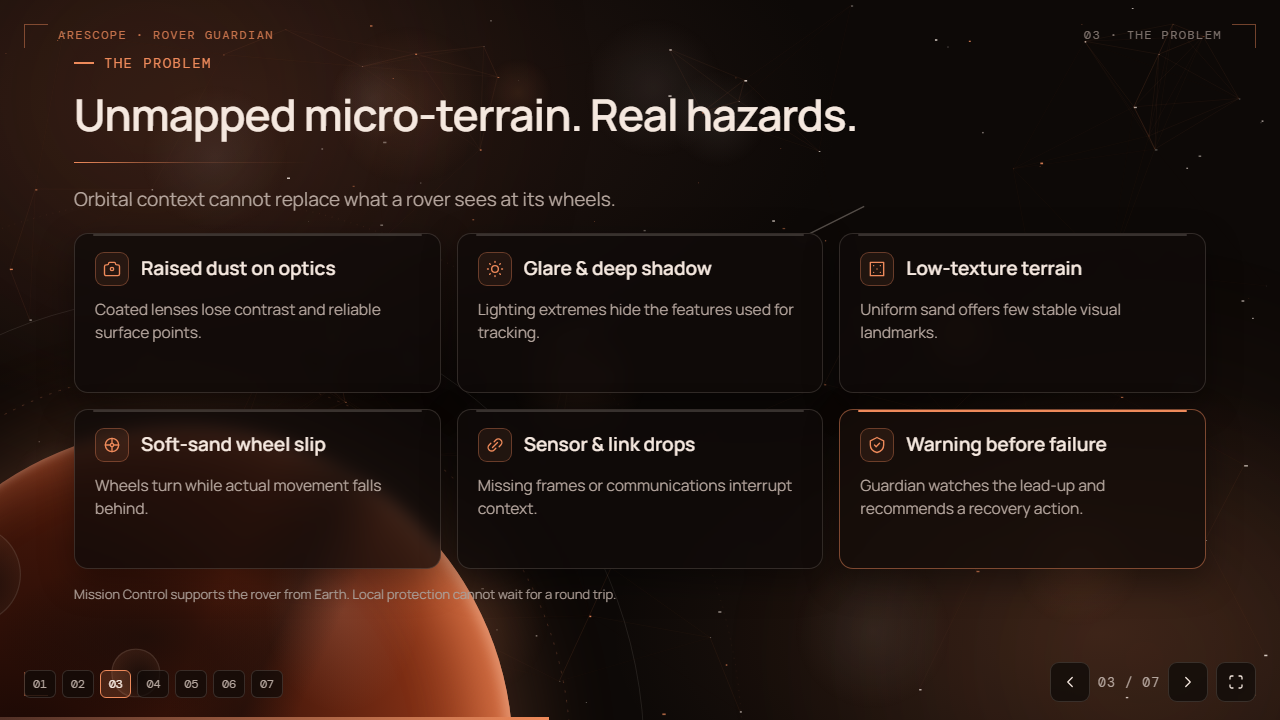 ARESCOPE · ROVER GUARDIAN
03 · THE PROBLEM
THE PROBLEM
Unmapped micro-terrain. Real hazards.
Orbital context cannot replace what a rover sees at its wheels.
Raised dust on optics
Coated lenses lose contrast and reliable
surface points.
Glare & deep shadow
Lighting extremes hide the features used for
tracking.
Low-texture terrain
Uniform sand offers few stable visual
landmarks.
Soft-sand wheel slip
Wheels turn while actual movement falls
behind.
Sensor & link drops
Missing frames or communications interrupt
context.
Warning before failure
Guardian watches the lead-up and
recommends a recovery action.
Mission Control supports the rover from Earth. Local protection cannot wait for a round trip.
01 02 03 04 05 06 07
03 / 07